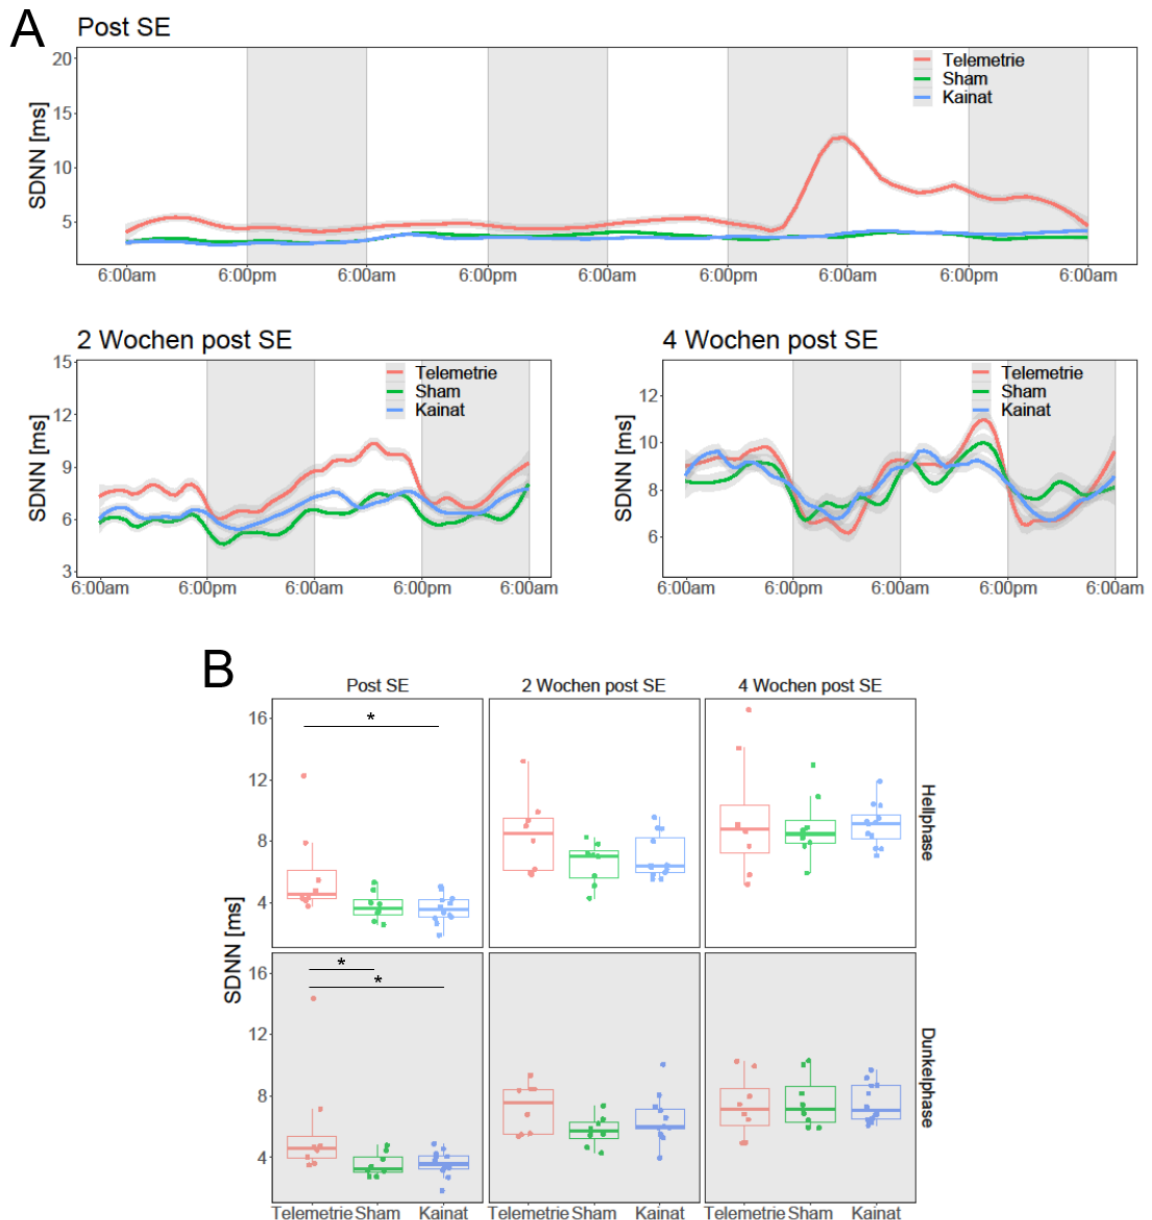 A
Post SE
SDNN [ms]
20
15
10
5
Telemetrie
Sham
Kainat
6:00am 6:00pm 6:00am 6:00pm 6:00am 6:00pm 6:00am 6:00pm 6:00am
2 Wochen post SE
SDNN [ms]
15
12
9
6
3
Telemetrie
Sham
Kainat
6:00am 6:00pm 6:00am 6:00pm 6:00am
4 Wochen post SE
SDNN [ms]
12
10
8
6
Telemetrie
Sham
Kainat
6:00am 6:00pm 6:00am 6:00pm 6:00am
B
Post SE 2 Wochen post SE 4 Wochen post SE
SDNN [ms]
16
12
8
4
*
Hellphase
16
12
8
4
*
*
Dunkelphase
Telemetrie Sham Kainat Telemetrie Sham Kainat Telemetrie Sham Kainat